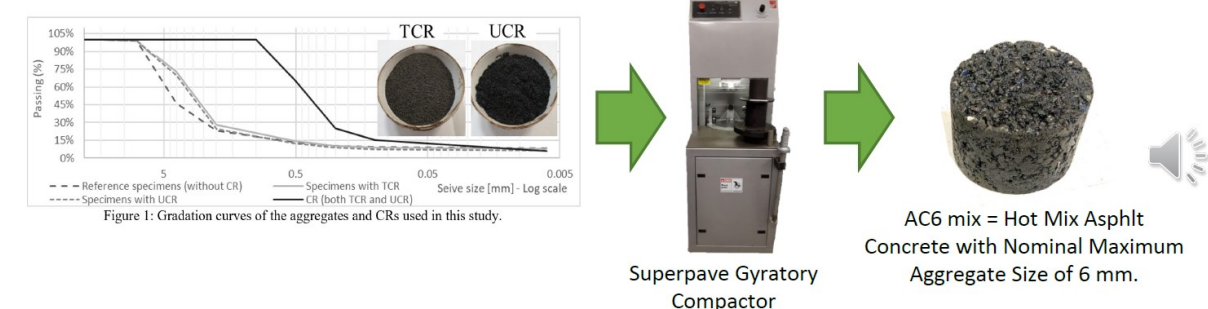 105%
90%
75%
60%
45%
30%
15%
0%
Passing (%)
TCR UCR
5 0.5 0.05 0.005
Seive size [mm] - Log scale
Reference specimens (without CR) Specimens with TCR
Specimens with UCR CR (both TCR and UCR)
Figure 1: Gradation curves of the aggregates and CRs used in this study.
Superpave Gyratory
Compactor
AC6 mix = Hot Mix Asphlt
Concrete with Nominal Maximum
Aggregate Size of 6 mm.